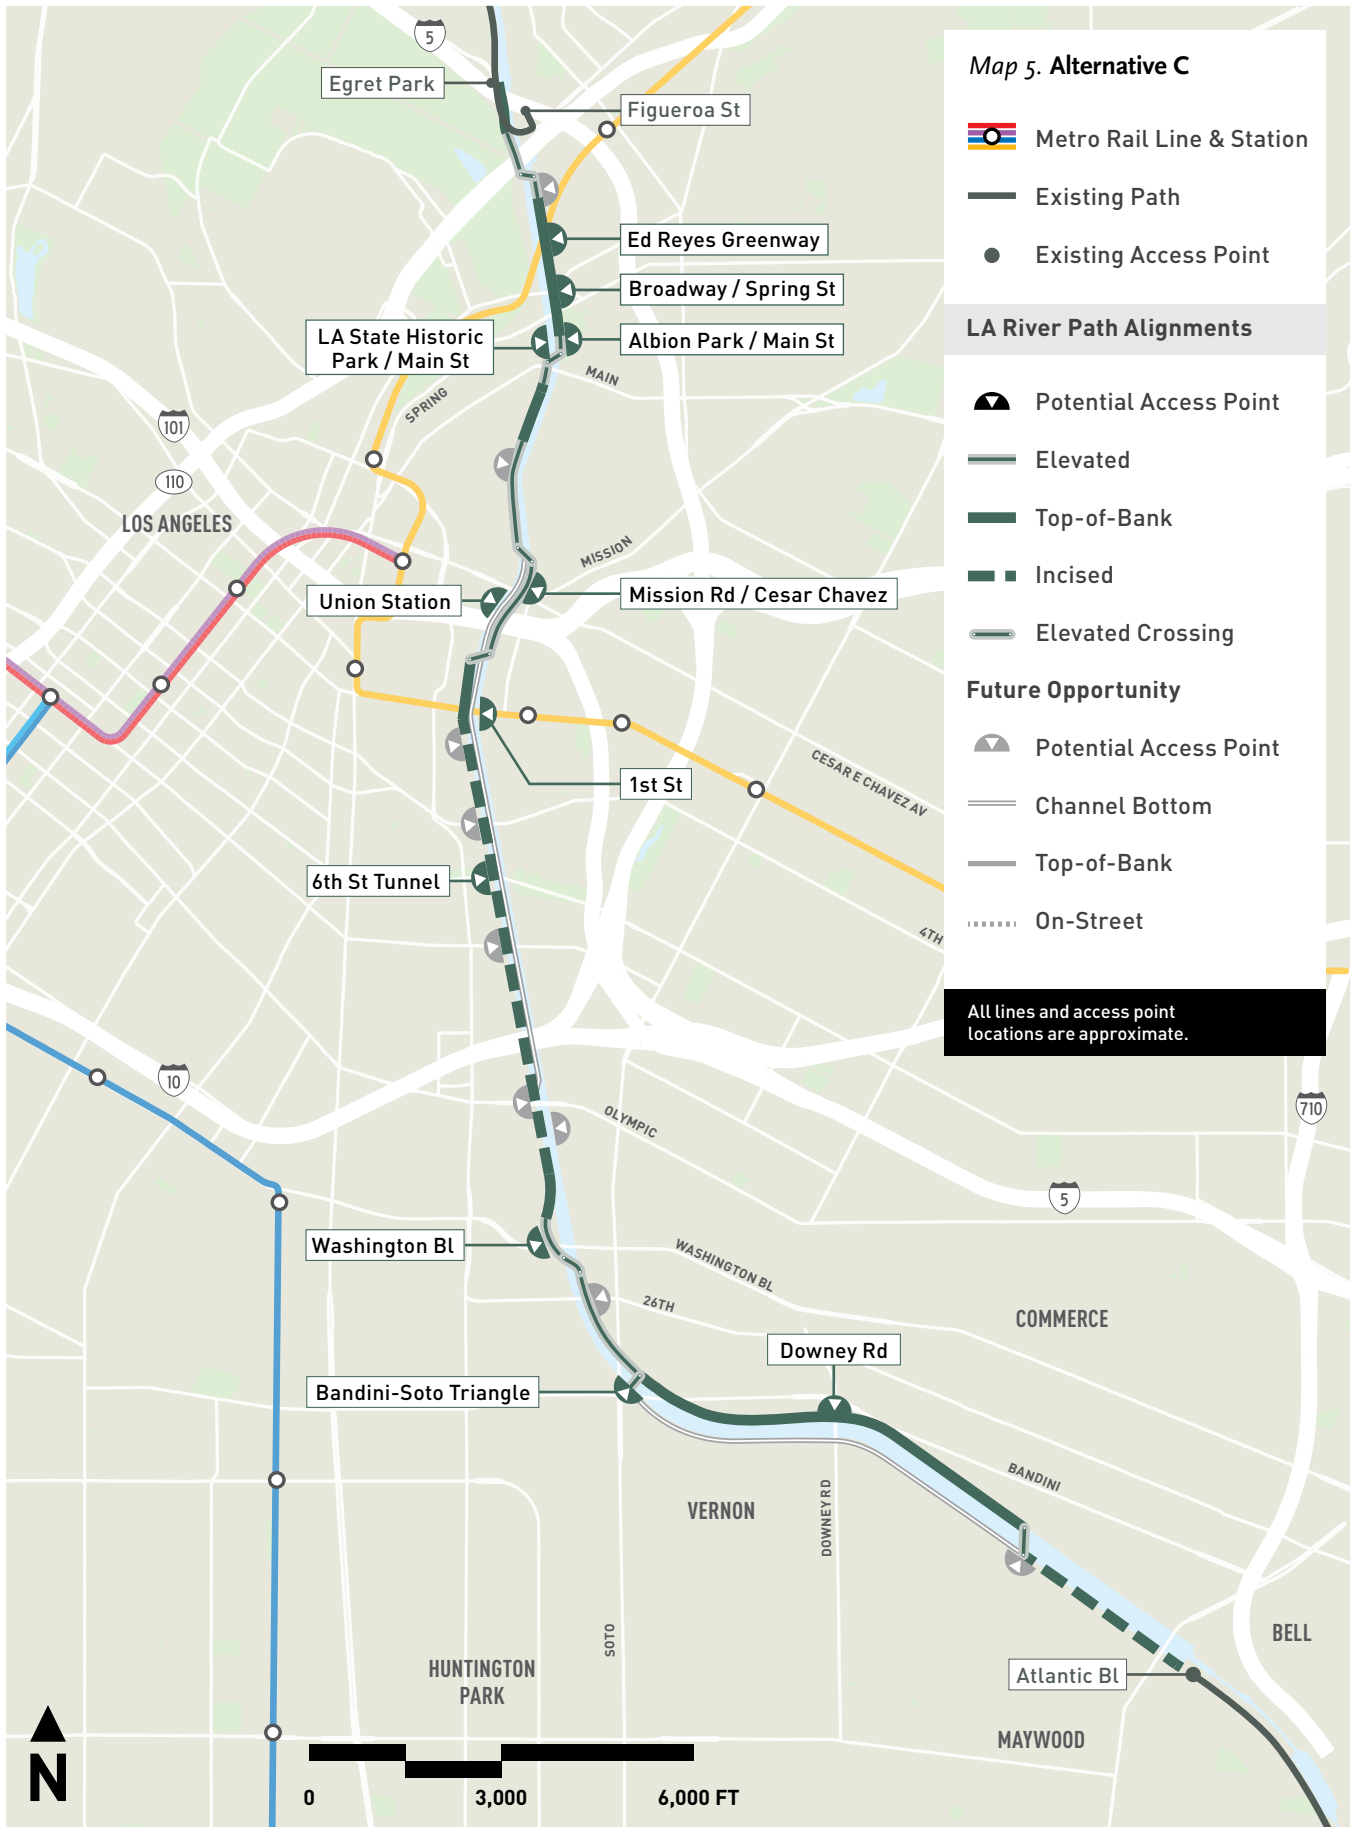 Map 5. Alternative C
Metro Rail Line & Station
Existing Path
Existing Access Point
LA River Path Alignments
Potential Access Point
Elevated
Top-of-Bank
Incised
Elevated Crossing
Future Opportunity
Potential Access Point
Channel Bottom
Top-of-Bank
On-Street
All lines and access point
locations are approximate.
5
Egret Park
Figueroa St
Ed Reyes Greenway
Broadway / Spring St
LA State Historic
Park / Main St
Albion Park / Main St
MAIN
SPRING
101
110
LOS ANGELES
MISSION
Union Station
Mission Rd / Cesar Chavez
1st St
CESAR E CHAVEZ AV
6th St Tunnel
4TH
10
OLYMPIC
710
5
Washington Bl
WASHINGTON BL
26TH
COMMERCE
Downey Rd
Bandini-Soto Triangle
BANDINI
VERNON
DOWNEY RD
SOTO
BELL
HUNTINGTON
PARK
Atlantic Bl
MAYWOOD
N
0
3,000
6,000 FT